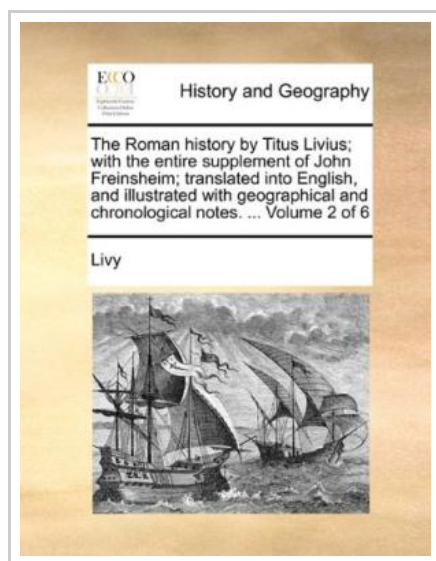 ECCO
History and Geography
The Roman history by Titus Livius;
with the entire supplement of John
Freinsheim; translated into English,
and illustrated with geographical and
chronological notes. ... Volume 2 of 6
Livy